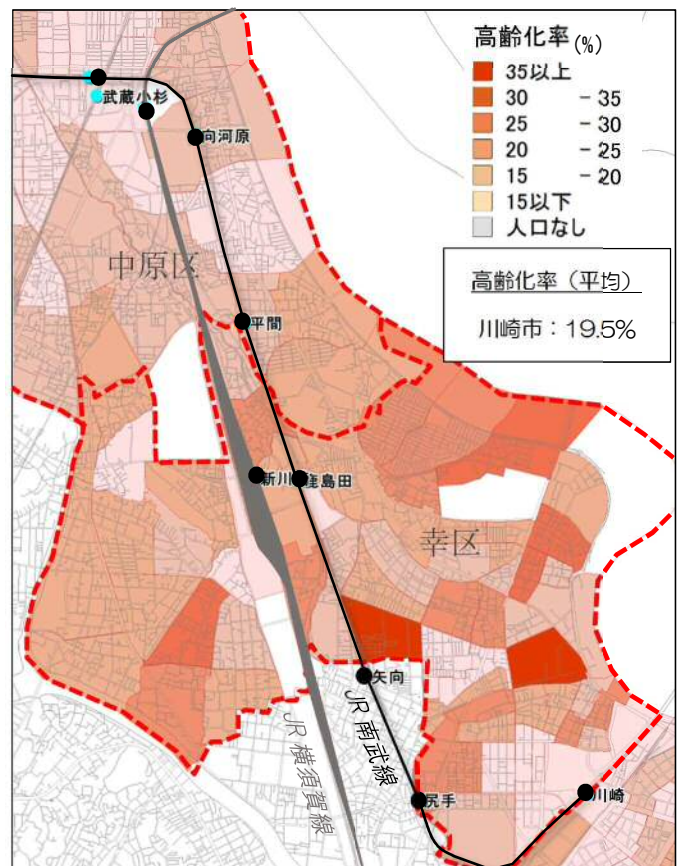 高齢化率(%)
35以上
30 - 35
25 - 30
20 - 25
15 - 20
15以下
人口なし
高齢化率（平均）
川崎市：19.5%
武蔵小杉
向河原
中原区
平間
新川
鹿島田
幸区
矢向
JR南武線
JR横須賀線
尻手
川崎